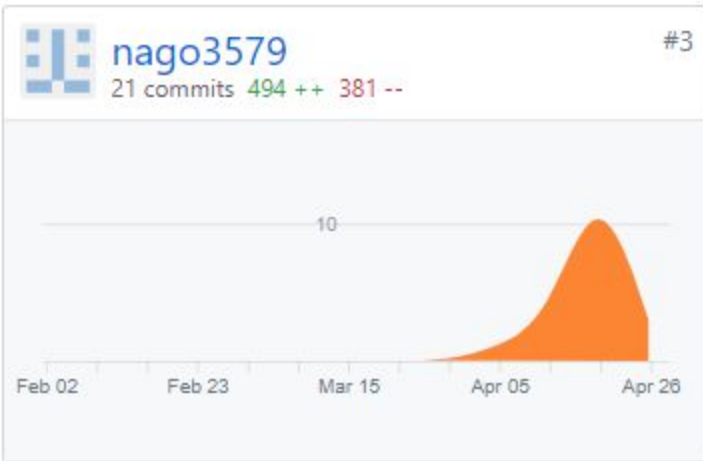 nago3579
#3
21 commits 494 ++ 381 --
10
Feb 02 Feb 23 Mar 15 Apr 05 Apr 26